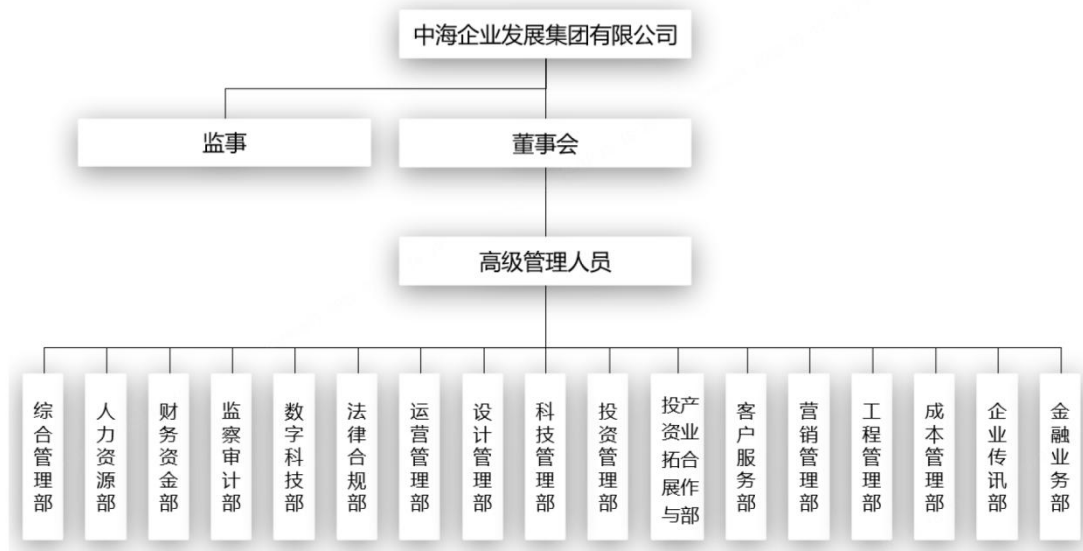 中海企业发展集团有限公司
监事
董事会
高级管理人员
综合管理部
人力资源部
财务资金部
监察审计部
数字科技部
法律合规部
运营管理部
设计管理部
科技管理部
投资管理部
投资拓展与
产业合作部
客户服务部
营销管理部
工程管理部
成本管理部
企业传讯部
金融业务部